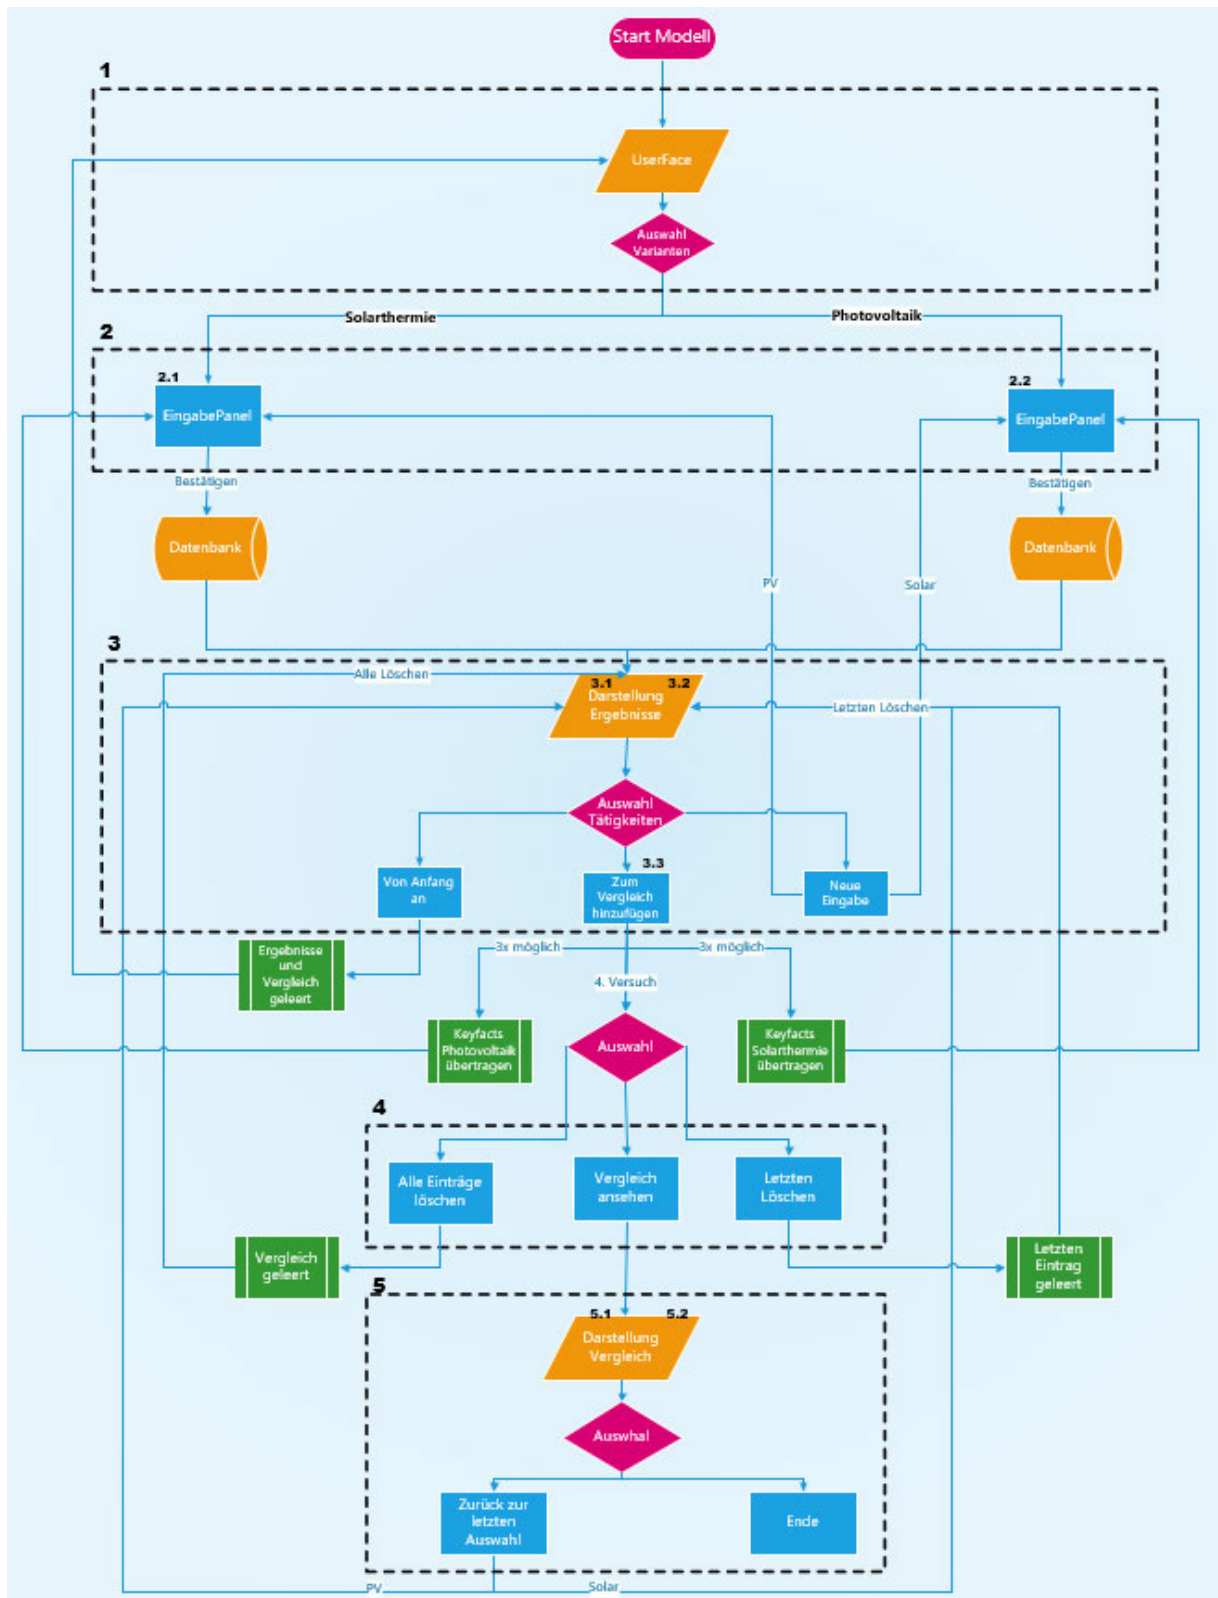 Start Modell
1
UserFace
Auswahl
Varianten
Solarthermie
Photovoltaik
2
2.1
EingabePanel
2.2
EingabePanel
Bestätigen
Bestätigen
Datenbank
Datenbank
PV
Solar
3
Alle Löschen
3.1
3.2
Darstellung
Ergebnisse
Letzten Löschen
Auswahl
Tätigkeiten
3.3
Von Anfang
an
Zum
Vergleich
hinzufügen
Neue
Eingabe
Ergebnisse
und
Vergleich
geleert
3x möglich
3x möglich
4. Versuch
Keyfacts
Photovoltaik
übertragen
Auswahl
Keyfacts
Solarthermie
übertragen
4
Alle Einträge
löschen
Vergleich
ansehen
Letzten
Löschen
Vergleich
geleert
Letzten
Eintrag
geleert
5
5.1
5.2
Darstellung
Vergleich
Auswhal
Zurück zur
letzten
Auswahl
Ende
PV
Solar